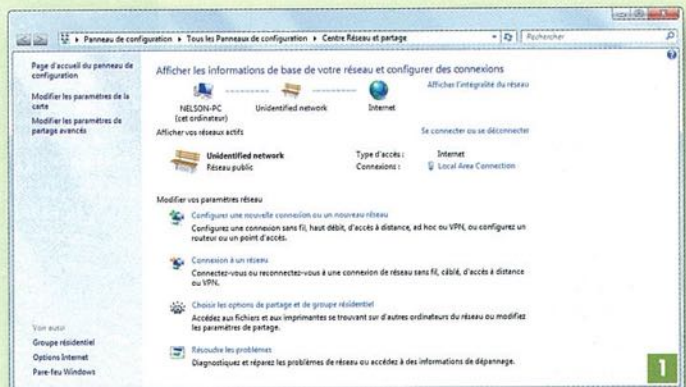 Panneau de configuration ▸ Tous les Panneaux de configuration ▸ Centre Réseau et partage
Rechercher
Page d'accueil du panneau de configuration
Modifier les paramètres de la carte
Modifier les paramètres de partage avancés
Afficher les informations de base de votre réseau et configurer des connexions
Afficher l'intégralité du réseau
NELSON-PC
(cet ordinateur)
Unidentified network
Internet
Afficher vos réseaux actifs
Se connecter ou se déconnecter
Unidentified network
Réseau public
Type d'accès : Internet
Connexions : Local Area Connection
Modifier vos paramètres réseau
Configurer une nouvelle connexion ou un nouveau réseau
Configurez une connexion sans fil, haut débit, d'accès à distance, ad hoc ou VPN, ou configurez un
routeur ou un point d'accès.
Connexion à un réseau
Connectez-vous ou reconnectez-vous à une connexion de réseau sans fil, câblé, d'accès à distance
ou VPN.
Choisir les options de partage et de groupe résidentiel
Accédez aux fichiers et aux imprimantes se trouvant sur d'autres ordinateurs du réseau ou modifiez
les paramètres de partage.
Résoudre les problèmes
Diagnostiquez et réparez les problèmes de réseau ou accédez à des informations de dépannage.
Voir aussi
Groupe résidentiel
Options Internet
Pare-feu Windows
1